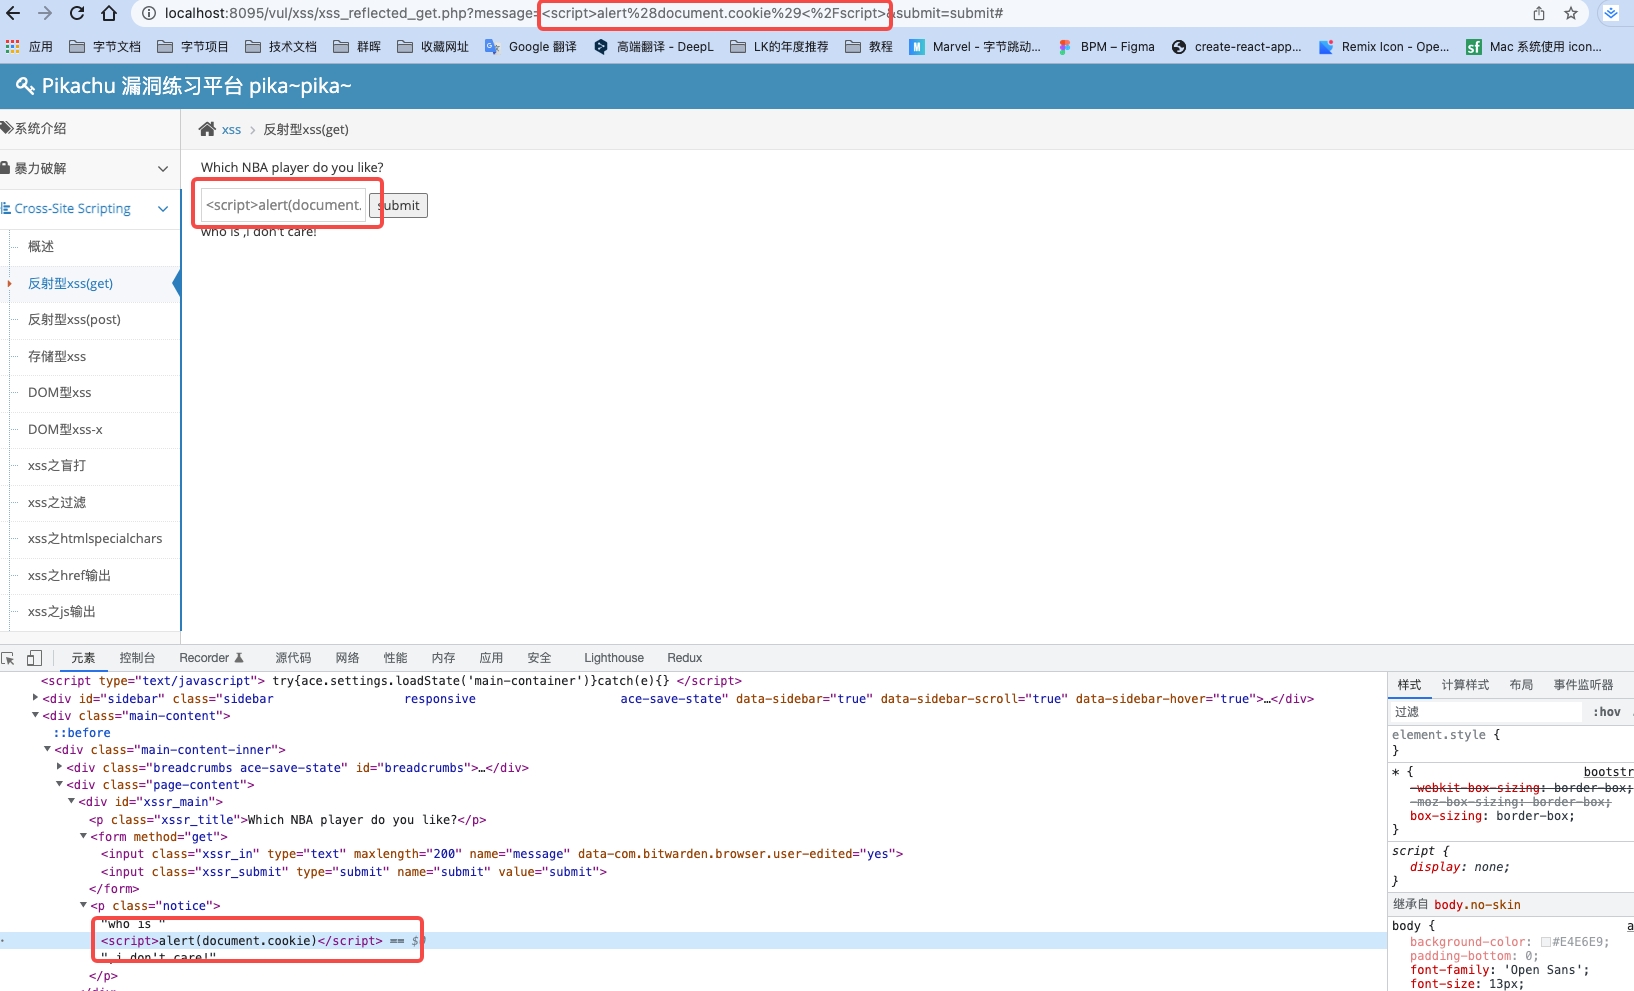 localhost:8095/vul/xss/xss_reflected_get.php?message=<script>alert%28document.cookie%29<%2Fscript>&submit=submit#
应用 字节文档 字节项目 技术文档 群晖 收藏网址 Google 翻译 高端翻译 - DeepL LK的年度推荐 教程 Marvel - 字节跳动... BPM – Figma create-react-app... Remix Icon - Ope... Mac 系统使用 icon...
Pikachu 漏洞练习平台 pika~pika~
系统介绍
暴力破解
Cross-Site Scripting
概述
反射型xss(get)
反射型xss(post)
存储型xss
DOM型xss
DOM型xss-x
xss之盲打
xss之过滤
xss之htmlspecialchars
xss之href输出
xss之js输出
xss > 反射型xss(get)
Which NBA player do you like?
<script>alert(document. submit
who is ,i don't care!
元素 控制台 Recorder 源代码 网络 性能 内存 应用 安全 Lighthouse Redux
<script type="text/javascript"> try{ace.settings.loadState('main-container')}catch(e){} </script>
<div id="sidebar" class="sidebar responsive ace-save-state" data-sidebar="true" data-sidebar-scroll="true" data-sidebar-hover="true">…</div>
<div class="main-content">
::before
<div class="main-content-inner">
<div class="breadcrumbs ace-save-state" id="breadcrumbs">…</div>
<div class="page-content">
<div id="xssr_main">
<p class="xssr_title">Which NBA player do you like?</p>
<form method="get">
<input class="xssr_in" type="text" maxlength="200" name="message" data-com.bitwarden.browser.user-edited="yes">
<input class="xssr_submit" type="submit" name="submit" value="submit">
</form>
<p class="notice">
"who is "
<script>alert(document.cookie)</script> == $0
",i don't care!"
</p>
样式 计算样式 布局 事件监听器
过滤 :hov
element.style {
}
* { bootstr
-webkit-box-sizing: border-box;
-moz-box-sizing: border-box;
box-sizing: border-box;
}
script {
display: none;
}
继承自 body.no-skin
body { a
background-color: #E4E6E9;
padding-bottom: 0;
font-family: 'Open Sans';
font-size: 13px;